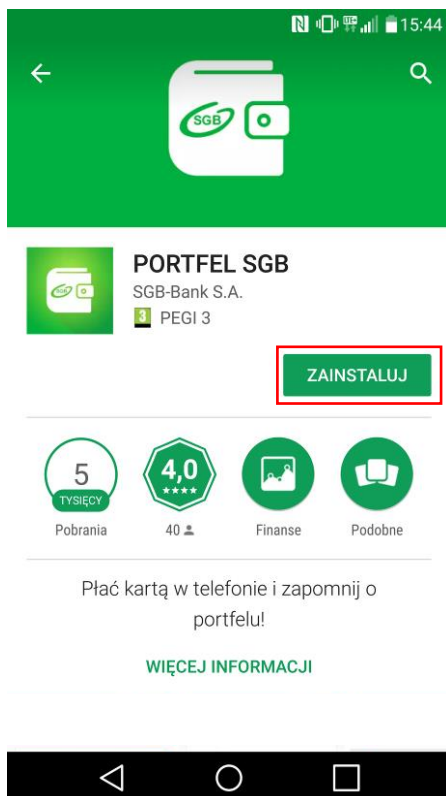 15:44
SGB
PORTFEL SGB
SGB-Bank S.A.
3 PEGI 3
ZAINSTALUJ
5
TYSIĘCY
4,0
Pobrania
40
Finanse
Podobne
Płać kartą w telefonie i zapomnij o
portfelu!
WIĘCEJ INFORMACJI